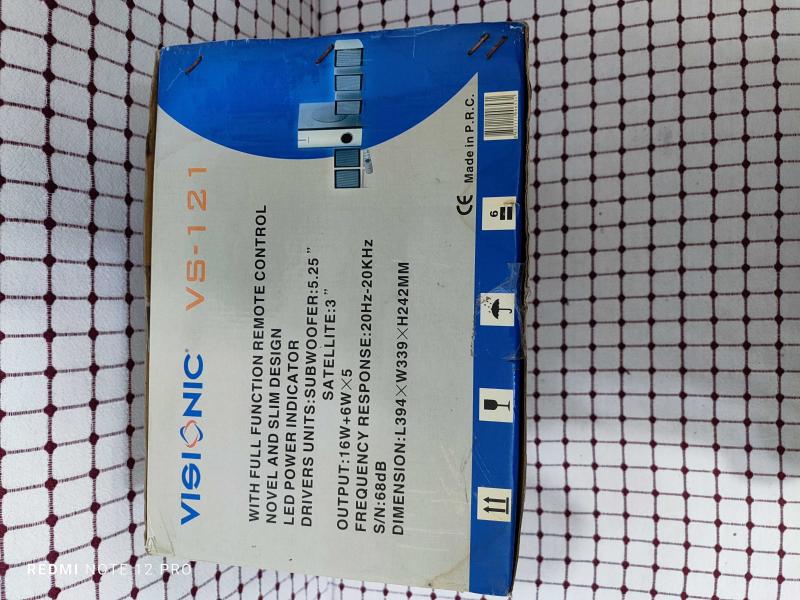 VISIONIC® VS-121
WITH FULL FUNCTION REMOTE CONTROL
NOVEL AND SLIM DESIGN
LED POWER INDICATOR
DRIVERS UNITS:SUBWOOFER:5.25"
SATELLITE:3"
OUTPUT:16W+6W×5
FREQUENCY RESPONSE:20Hz-20KHz
S/N:68dB
DIMENSION:L394×W339×H242MM
CE Made in P.R.C.
6
REDMI NOTE 12 PRO